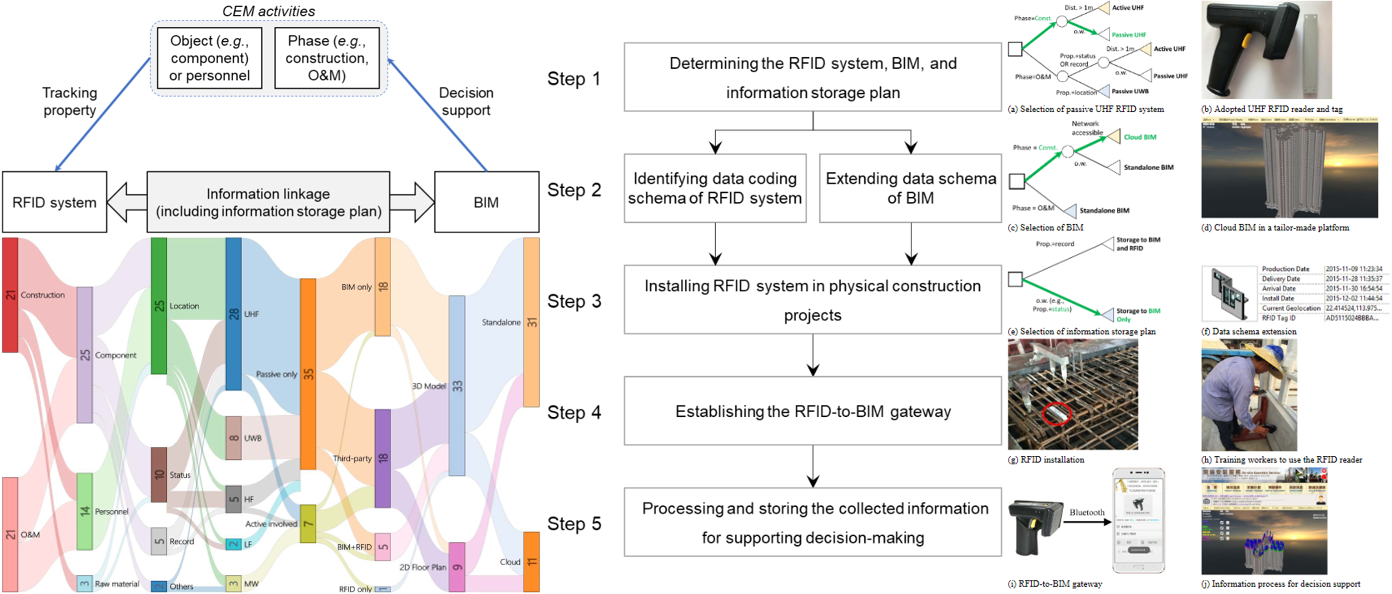 CEM activities
Object (e.g.,
component)
or personnel
Phase (e.g.,
construction,
O&M)
Tracking
property
Decision
support
RFID system
Information linkage
(including information storage plan)
BIM
21
Construction
21
O&M
25
Component
14
Personnel
3
Raw material
25
Location
10
Status
5
Record
Others
28
UHF
8
UWB
5
HF
2
LF
3
MW
35
Passive only
7
Active involved
18
BIM only
18
Third-party
5
BIM+RFID
1
RFID only
33
3D Model
9
2D Floor Plan
31
Standalone
11
Cloud
Step 1
Determining the RFID system, BIM, and
information storage plan
Step 2
Identifying data coding
schema of RFID system
Extending data schema
of BIM
Step 3
Installing RFID system in physical construction
projects
Step 4
Establishing the RFID-to-BIM gateway
Step 5
Processing and storing the collected information
for supporting decision-making
Phase=Const.
Dist. > 1m
Active UHF
o.w.
Passive UHF
Phase=O&M
Prop.=status
OR record
Dist. > 1m
Active UHF
o.w.
Passive UHF
Prop.=location
Passive UWB
(a) Selection of passive UHF RFID system
(b) Adopted UHF RFID reader and tag
Phase = Const.
Network
accessible
Cloud BIM
o.w.
Standalone BIM
Phase = O&M
Standalone BIM
(c) Selection of BIM
(d) Cloud BIM in a tailor-made platform
Prop.=record
Storage to BIM
and RFID
o.w. (e.g.,
Prop.=status)
Storage to BIM
Only
(e) Selection of information storage plan
Production Date 2015-11-09 11:23:34
Delivery Date 2015-11-28 11:35:37
Arrival Date 2015-11-30 16:54:54
Install Date 2015-12-02 11:44:54
Current Geolocation 22.414524,113.975...
RFID Tag ID AD5115024BBBA...
(f) Data schema extension
(g) RFID installation
(h) Training workers to use the RFID reader
Bluetooth
(i) RFID-to-BIM gateway
(j) Information process for decision support